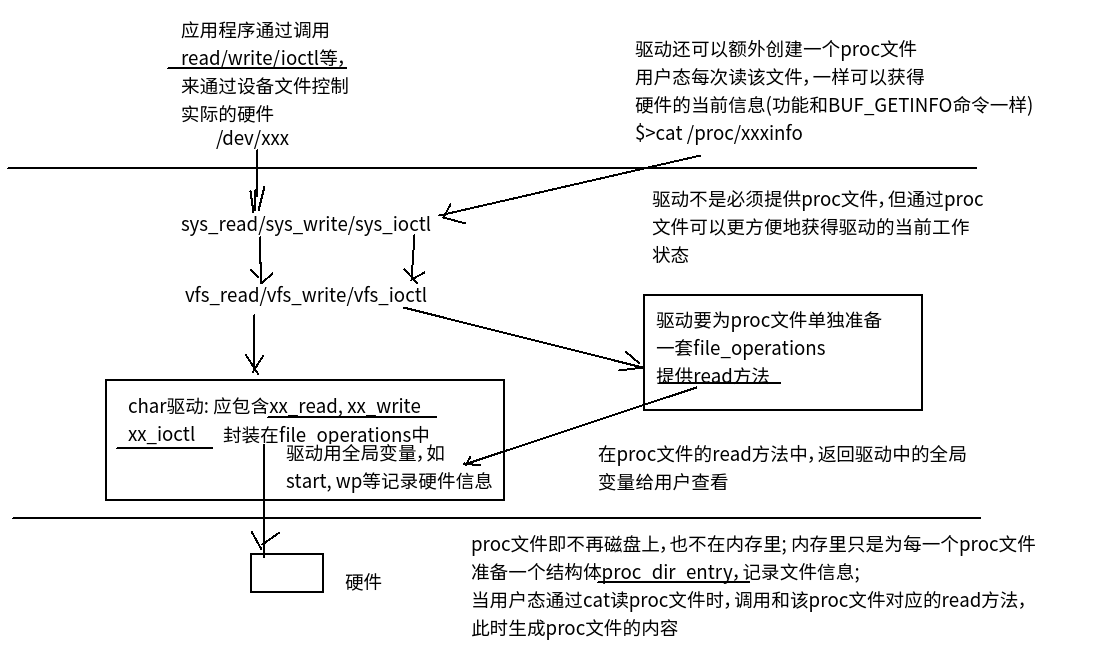 应用程序通过调用
read/write/ioctl等,
来通过设备文件控制
实际的硬件
/dev/xxx
驱动还可以额外创建一个proc文件
用户态每次读该文件, 一样可以获得
硬件的当前信息(功能和BUF_GETINFO命令一样)
$>cat /proc/xxxinfo
sys_read/sys_write/sys_ioctl
驱动不是必须提供proc文件, 但通过proc
文件可以更方便地获得驱动的当前工作
状态
vfs_read/vfs_write/vfs_ioctl
驱动要为proc文件单独准备
一套file_operations
提供read方法
char驱动: 应包含xx_read, xx_write
xx_ioctl 封装在file_operations中
驱动用全局变量, 如
start, wp等记录硬件信息
在proc文件的read方法中, 返回驱动中的全局
变量给用户查看
硬件
proc文件即不再磁盘上, 也不在内存里; 内存里只是为每一个proc文件
准备一个结构体proc_dir_entry, 记录文件信息;
当用户态通过cat读proc文件时, 调用和该proc文件对应的read方法,
此时生成proc文件的内容